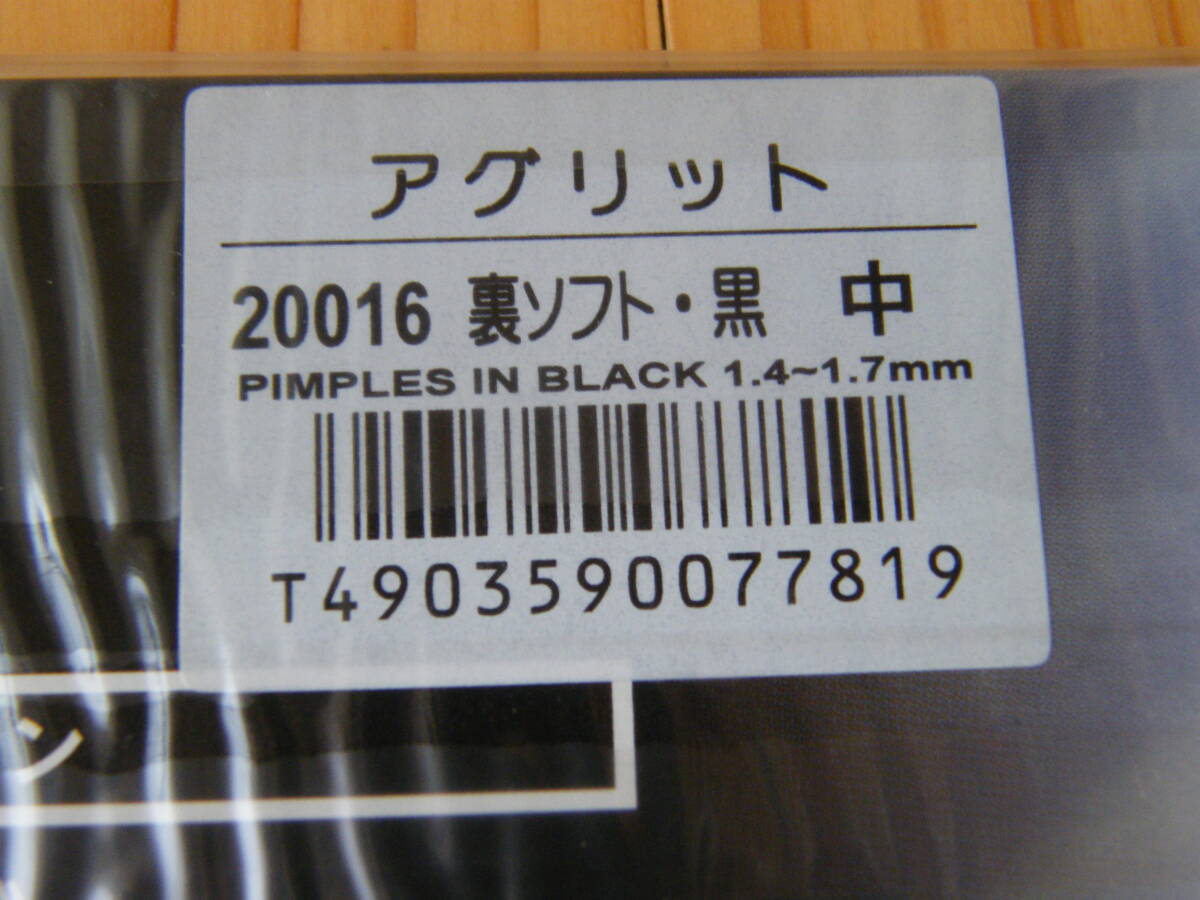 アグリット
20016 裏ソフト・黒 中
PIMPLES IN BLACK 1.4~1.7mm
T4903590077819
ン